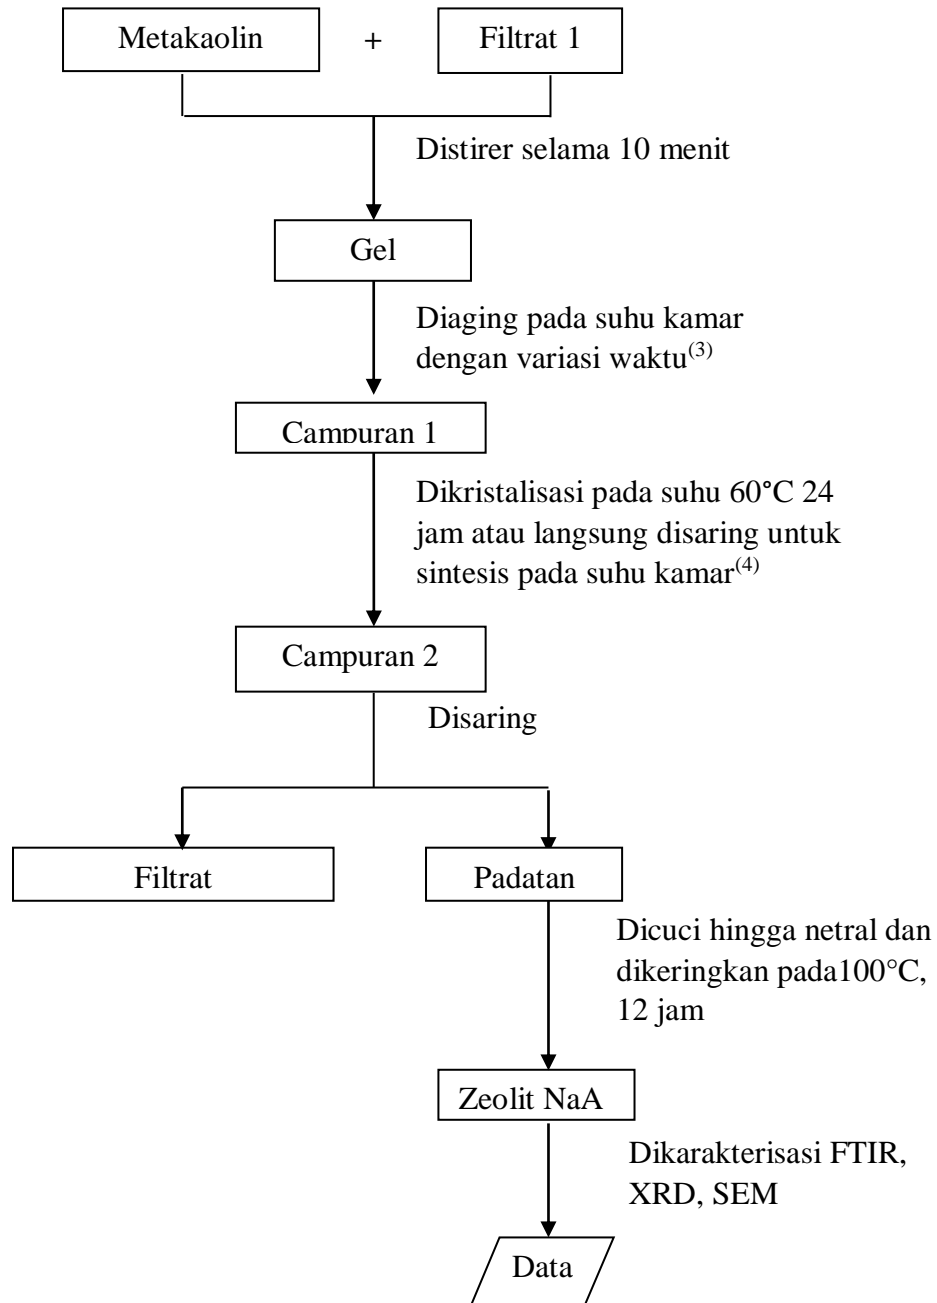 Metakaolin + Filtrat 1
Distirer selama 10 menit
Gel
Diaging pada suhu kamar
dengan variasi waktu⁽³⁾
Campuran 1
Dikristalisasi pada suhu 60°C 24
jam atau langsung disaring untuk
sintesis pada suhu kamar⁽⁴⁾
Campuran 2
Disaring
Filtrat
Padatan
Dicuci hingga netral dan
dikeringkan pada100°C,
12 jam
Zeolit NaA
Dikarakterisasi FTIR,
XRD, SEM
Data